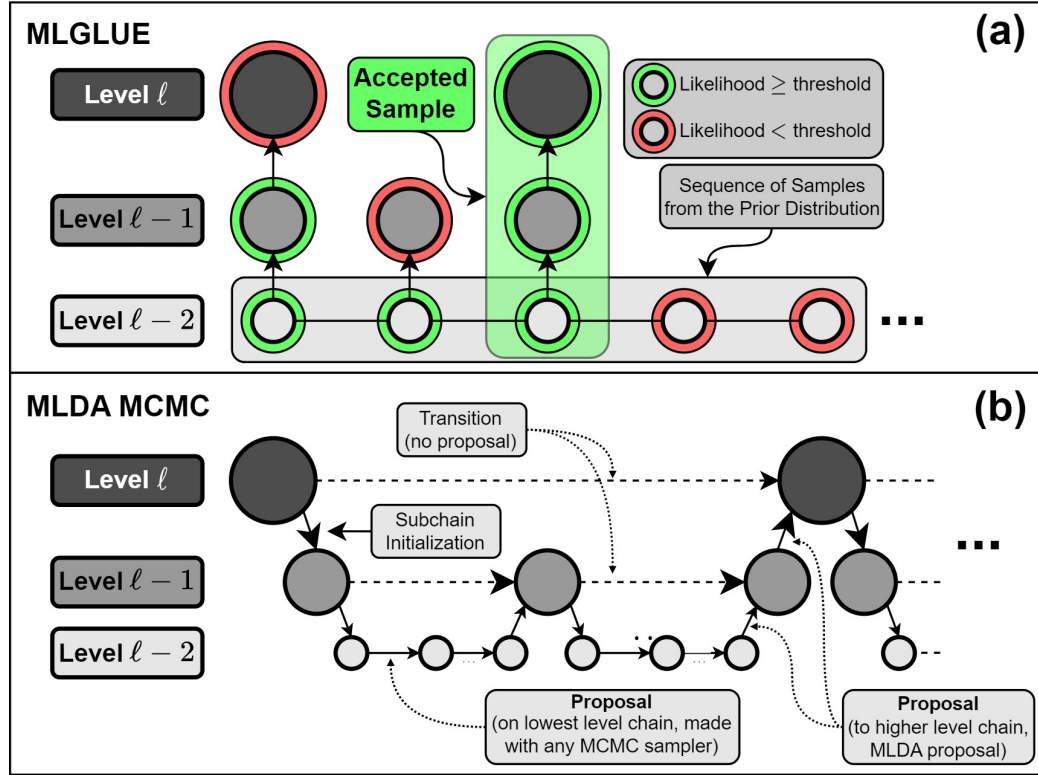 MLGLUE
(a)
Level ℓ
Accepted
Sample
Likelihood ≥ threshold
Likelihood < threshold
Level ℓ − 1
Sequence of Samples
from the Prior Distribution
Level ℓ − 2
...
MLDA MCMC
(b)
Transition
(no proposal)
Level ℓ
Subchain
Initialization
...
Level ℓ − 1
Level ℓ − 2
..
...
...
Proposal
(on lowest level chain, made
with any MCMC sampler)
Proposal
(to higher level chain,
MLDA proposal)